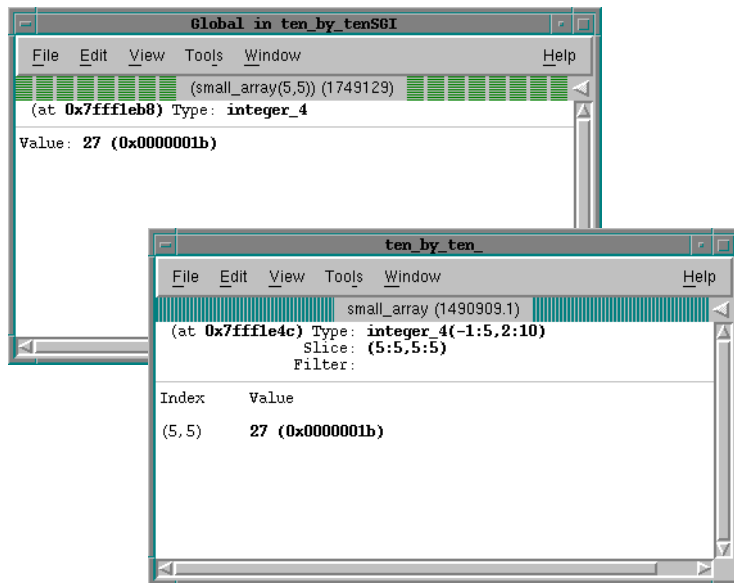 Global in ten_by_tenSGI
File Edit View Tools Window Help
(small_array(5,5)) (1749129)
(at 0x7fff1eb8) Type: integer_4
Value: 27 (0x0000001b)
ten_by_ten_
File Edit View Tools Window Help
small_array (1490909.1)
(at 0x7fff1e4c) Type: integer_4(-1:5,2:10)
Slice: (5:5,5:5)
Filter:
Index Value
(5,5) 27 (0x0000001b)